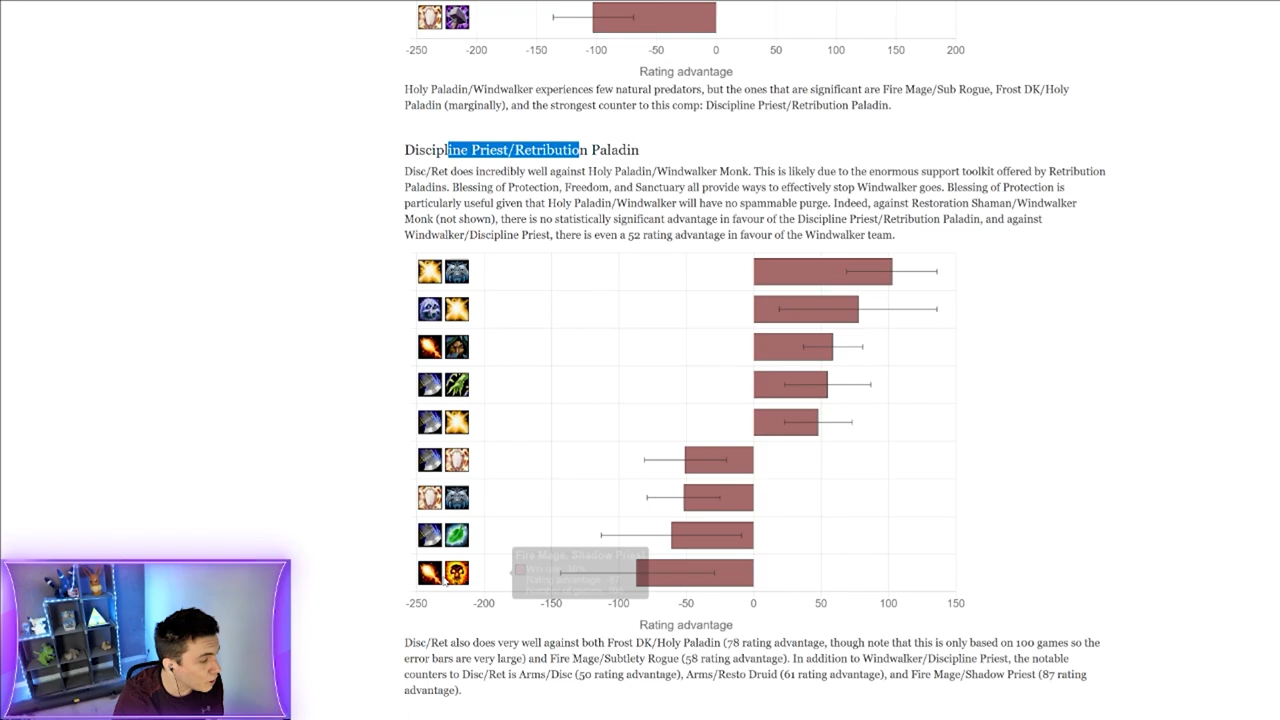 -250 -200 -150 -100 -50 0 50 100 150 200
Rating advantage
Holy Paladin/Windwalker experiences few natural predators, but the ones that are significant are Fire Mage/Sub Rogue, Frost DK/Holy
Paladin (marginally), and the strongest counter to this comp: Discipline Priest/Retribution Paladin.
Discipline Priest/Retribution Paladin
Disc/Ret does incredibly well against Holy Paladin/Windwalker Monk. This is likely due to the enormous support toolkit offered by Retribution
Paladins. Blessing of Protection, Freedom, and Sanctuary all provide ways to effectively stop Windwalker goes. Blessing of Protection is
particularly useful given that Holy Paladin/Windwalker will have no spammable purge. Indeed, against Restoration Shaman/Windwalker
Monk (not shown), there is no statistically significant advantage in favour of the Discipline Priest/Retribution Paladin, and against
Windwalker/Discipline Priest, there is even a 52 rating advantage in favour of the Windwalker team.
Fire Mage, Shadow Priest
Rating advantage: -87
-250 -200 -150 -100 -50 0 50 100 150
Rating advantage
Disc/Ret also does very well against both Frost DK/Holy Paladin (78 rating advantage, though note that this is only based on 100 games so the
error bars are very large) and Fire Mage/Subtlety Rogue (58 rating advantage). In addition to Windwalker/Discipline Priest, the notable
counters to Disc/Ret is Arms/Disc (50 rating advantage), Arms/Resto Druid (61 rating advantage), and Fire Mage/Shadow Priest (87 rating
advantage).